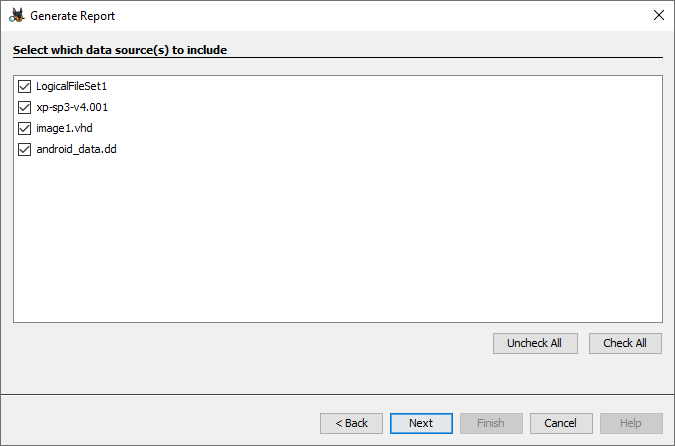 Generate Report
Select which data source(s) to include
LogicalFileSet1
xp-sp3-v4.001
image1.vhd
android_data.dd
Uncheck All Check All
< Back Next Finish Cancel Help